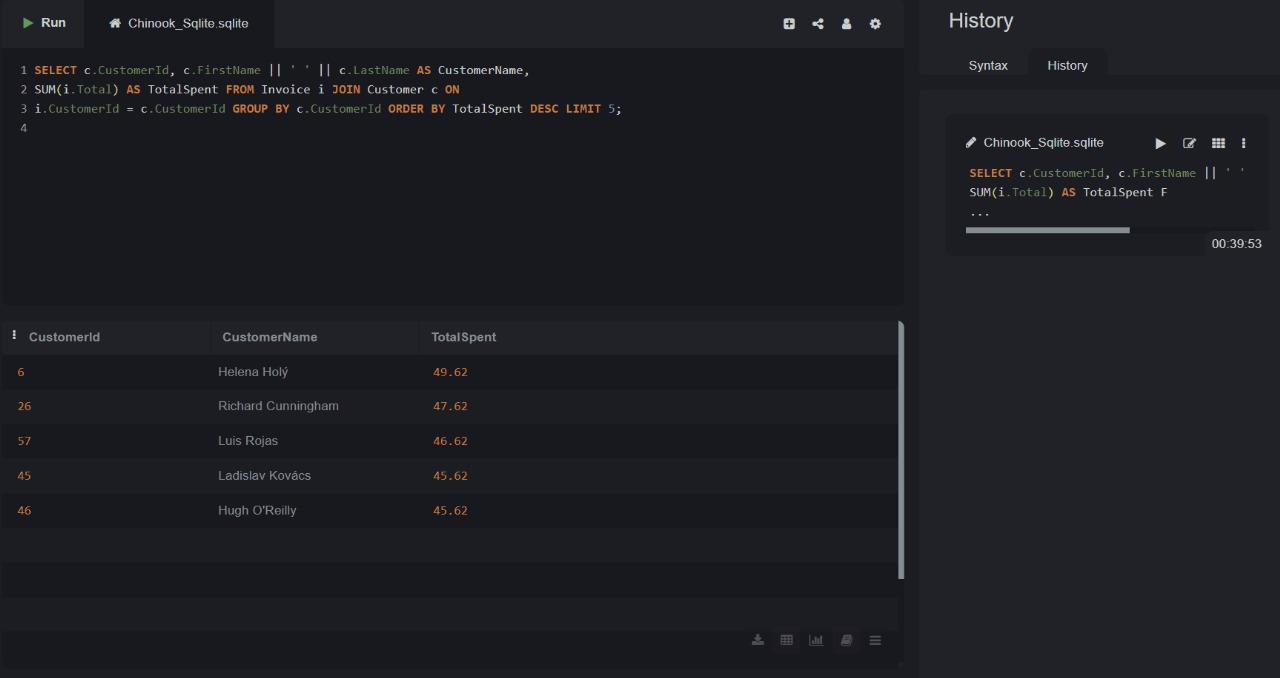 Run
Chinook_Sqlite.sqlite
1 SELECT c.CustomerId, c.FirstName || ' ' || c.LastName AS CustomerName,
2 SUM(i.Total) AS TotalSpent FROM Invoice i JOIN Customer c ON
3 i.CustomerId = c.CustomerId GROUP BY c.CustomerId ORDER BY TotalSpent DESC LIMIT 5;
4
CustomerId CustomerName TotalSpent
6 Helena Holý 49.62
26 Richard Cunningham 47.62
57 Luis Rojas 46.62
45 Ladislav Kovács 45.62
46 Hugh O'Reilly 45.62
History
Syntax History
Chinook_Sqlite.sqlite
SELECT c.CustomerId, c.FirstName || ' '
SUM(i.Total) AS TotalSpent F
...
00:39:53